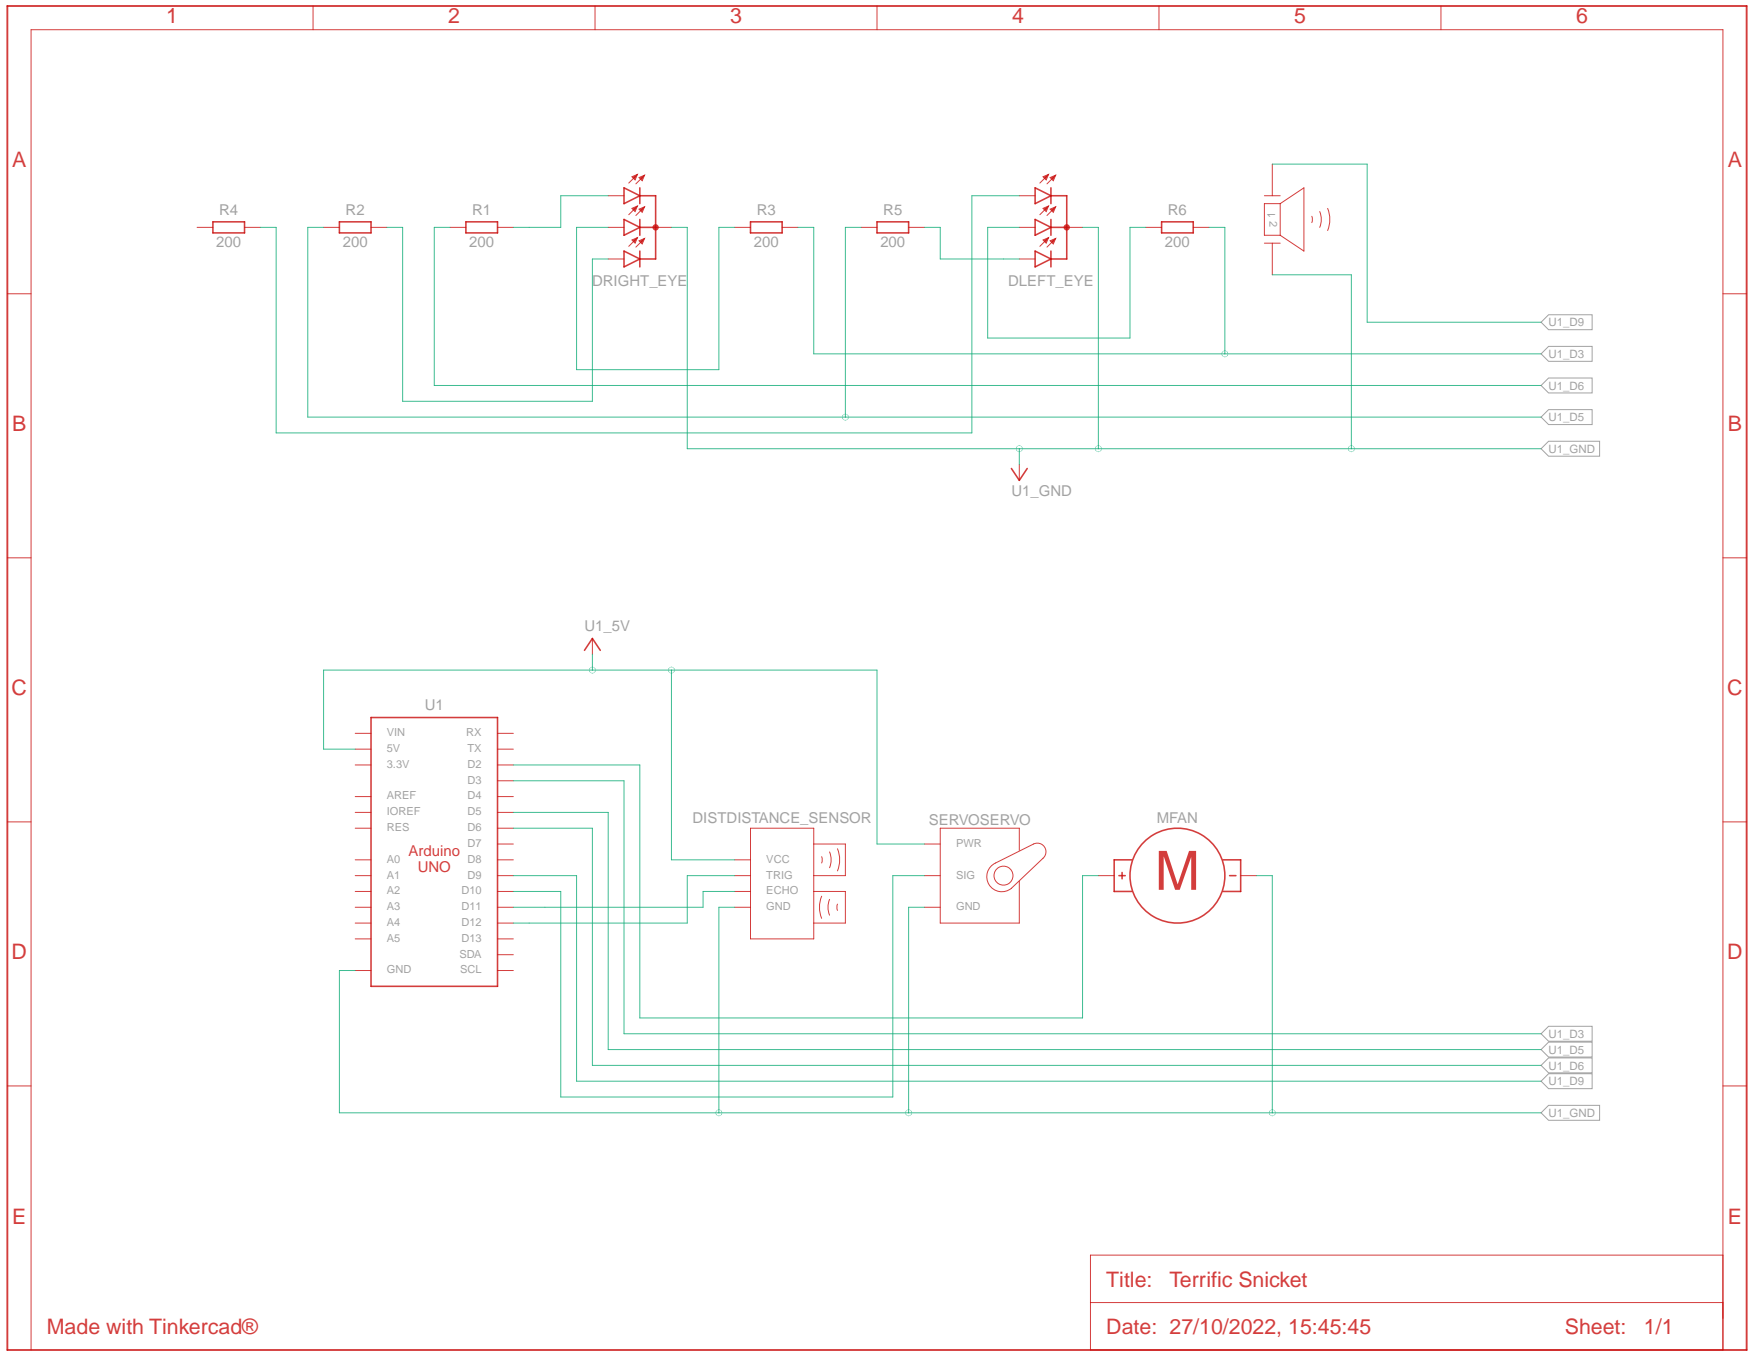 1 2 3 4 5 6
A A
R4 R2 R1 R3 R5 R6
200 200 200 200 200 200
1 2
DRIGHT_EYE DLEFT_EYE
U1_D9
U1_D3
U1_D6
U1_D5
B B
U1_GND
U1_GND
U1_5V
C C
U1
VIN RX
5V TX
3.3V D2
D3
AREF D4
IOREF D5
RES D6
D7
Arduino
UNO
A0 D8
A1 D9
A2 D10
A3 D11
A4 D12
A5 D13
SDA
GND SCL
DISTDISTANCE_SENSOR
VCC
TRIG
ECHO
GND
SERVOSERVO
PWR
SIG
GND
MFAN
+ M -
D D
U1_D3
U1_D5
U1_D6
U1_D9
U1_GND
E E
Title: Terrific Snicket
Made with Tinkercad®
Date: 27/10/2022, 15:45:45 Sheet: 1/1